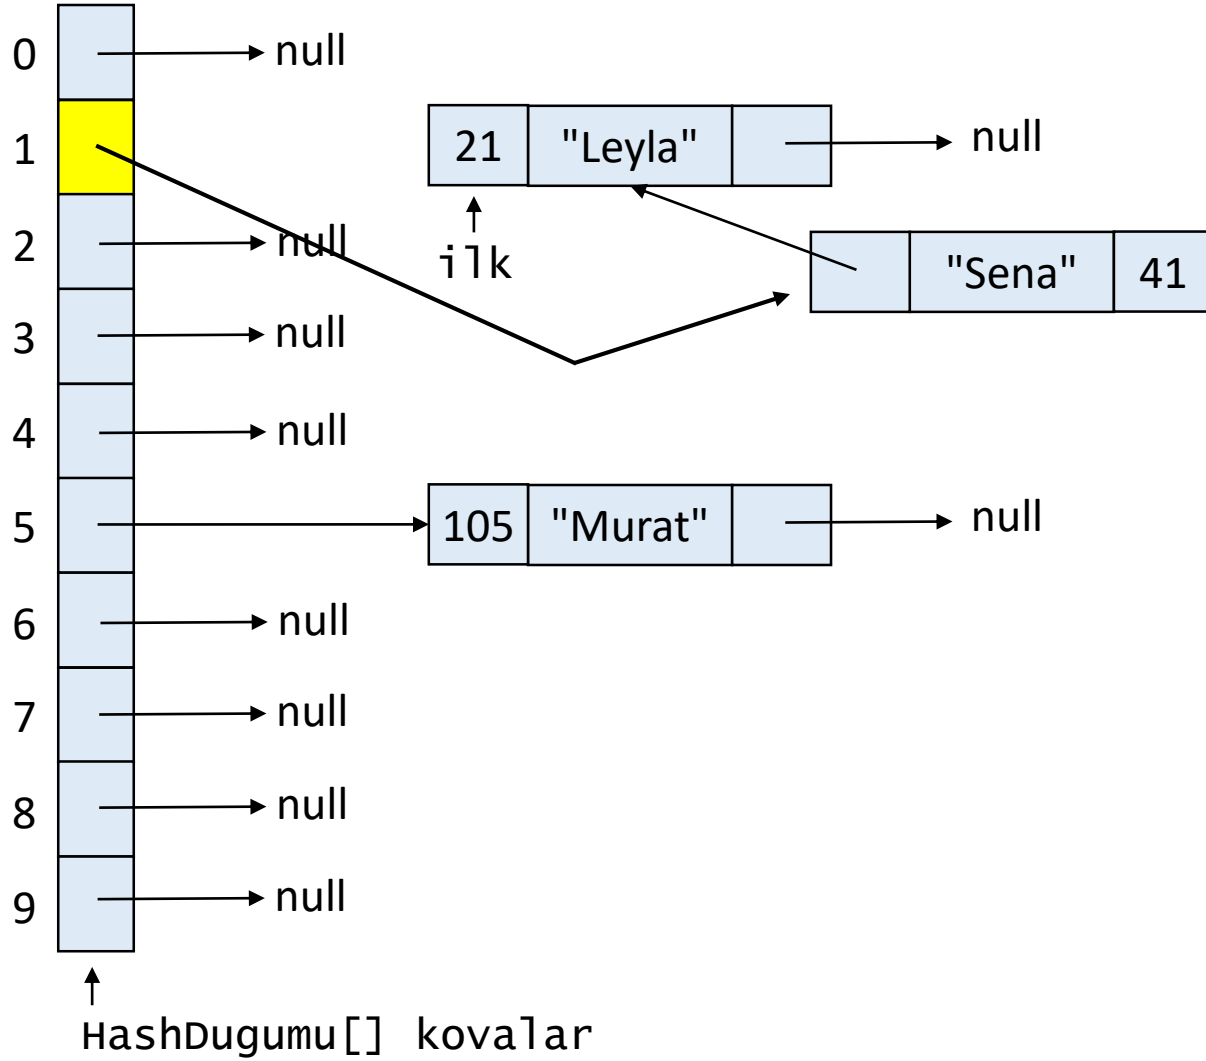 0 null
1 21 "Leyla" null
2 null ilk "Sena" 41
3 null
4 null
5 105 "Murat" null
6 null
7 null
8 null
9 null
HashDugumu[] kovalar